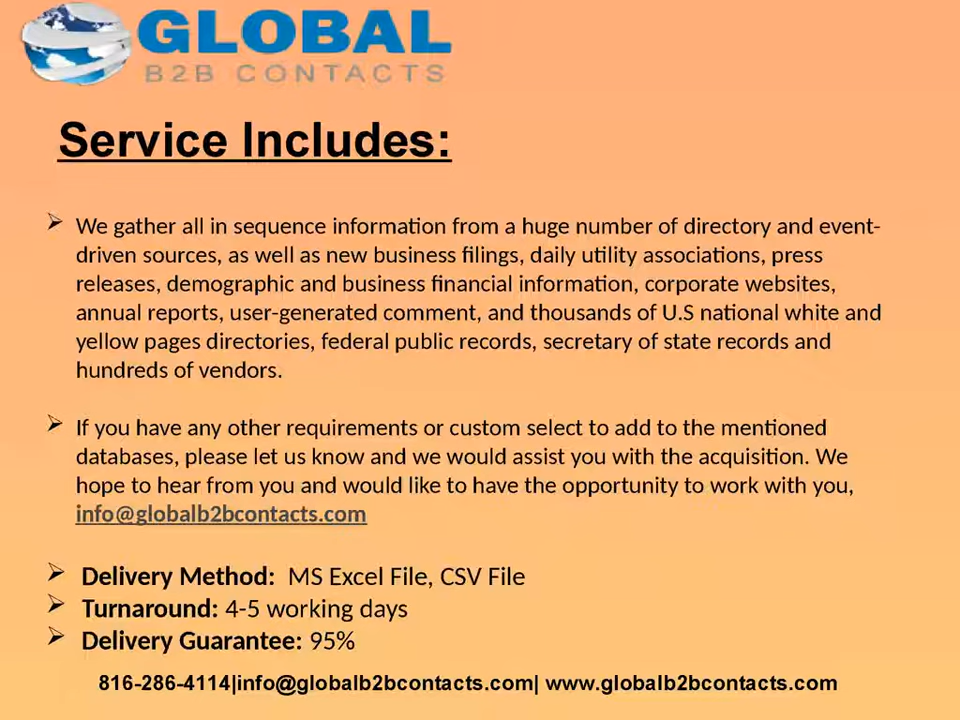 GLOBAL
B2B CONTACTS
Service Includes:
➢ We gather all in sequence information from a huge number of directory and event-
driven sources, as well as new business filings, daily utility associations, press
releases, demographic and business financial information, corporate websites,
annual reports, user-generated comment, and thousands of U.S national white and
yellow pages directories, federal public records, secretary of state records and
hundreds of vendors.
➢ If you have any other requirements or custom select to add to the mentioned
databases, please let us know and we would assist you with the acquisition. We
hope to hear from you and would like to have the opportunity to work with you,
info@globalb2bcontacts.com
➢ Delivery Method: MS Excel File, CSV File
➢ Turnaround: 4-5 working days
➢ Delivery Guarantee: 95%
816-286-4114|info@globalb2bcontacts.com| www.globalb2bcontacts.com